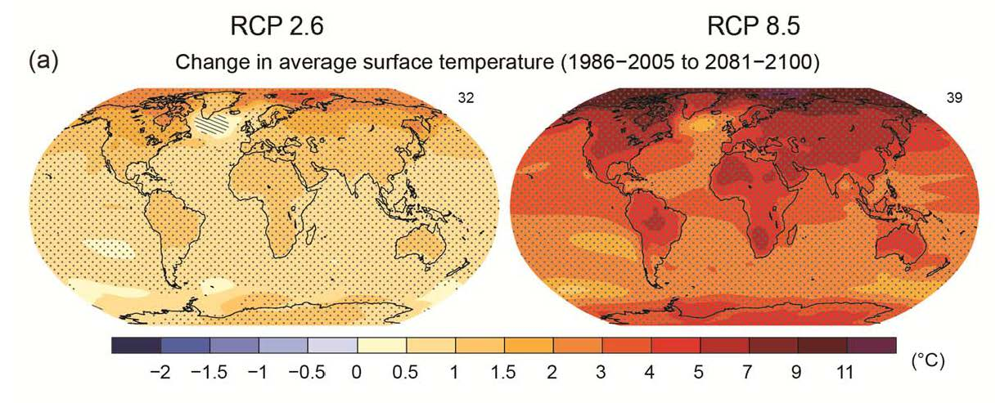 RCP 2.6 RCP 8.5
(a) Change in average surface temperature (1986−2005 to 2081−2100)
32 39
−2 −1.5 −1 −0.5 0 0.5 1 1.5 2 3 4 5 7 9 11 (°C)